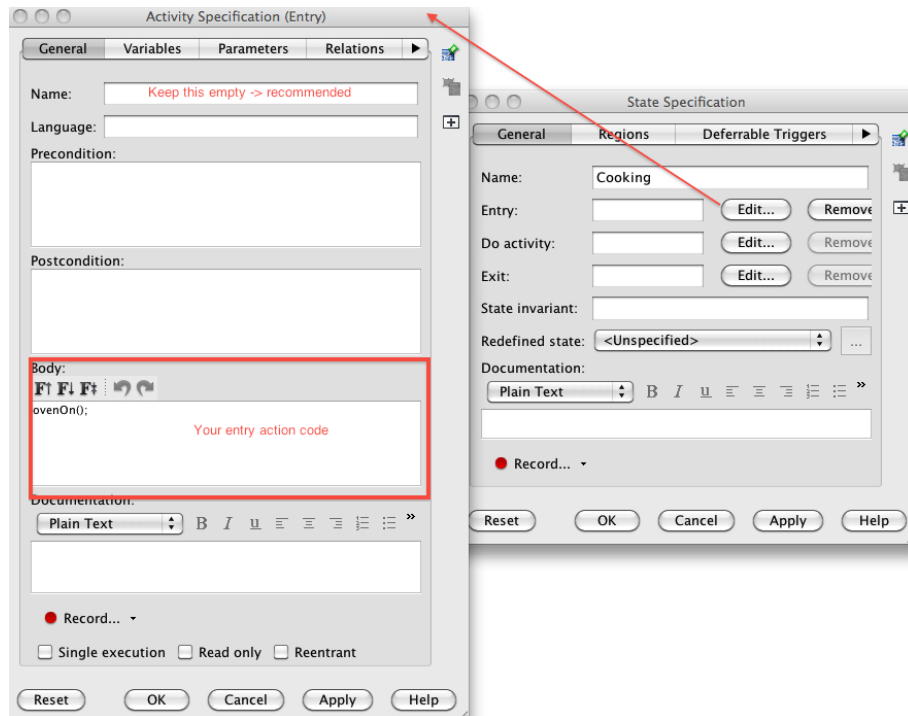 Activity Specification (Entry)
General Variables Parameters Relations
Name: Keep this empty -> recommended
Language:
Precondition:
Postcondition:
Body:
F↑ F↓ F‡
ovenOn();
Your entry action code
Documentation:
Plain Text B I u
Record...
Single execution Read only Reentrant
Reset OK Cancel Apply Help
State Specification
General Regions Deferrable Triggers
Name: Cooking
Entry: Edit... Remove
Do activity: Edit... Remove
Exit: Edit... Remove
State invariant:
Redefined state: <Unspecified> ...
Documentation:
Plain Text B I u »
Record...
Reset OK Cancel Apply Help